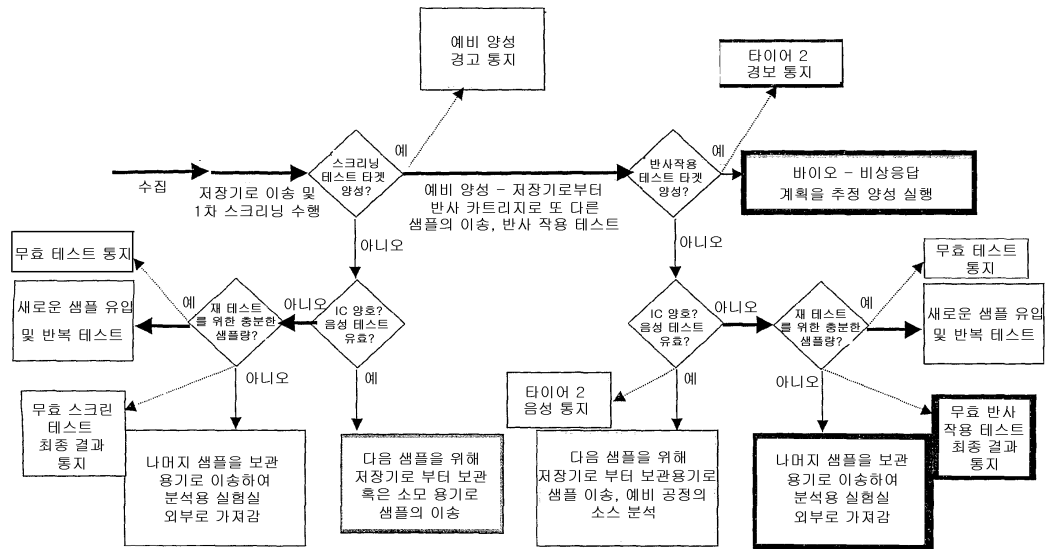 예비 양성
경고 통지
타이어 2
경보 통지
스크리닝
테스트 타겟
양성?
예
반사작용
테스트 타겟
양성?
예
수집
저장기로 이송 및
1차 스크리닝 수행
예비 양성 – 저장기로부터
반사 카트리지로 또 다른
샘플의 이송, 반사 작용 테스트
바이오 – 비상응답
계획을 추정 양성 실행
아니오
아니오
무효 테스트 통지
새로운 샘플 유입
및 반복 테스트
예
재 테스트
를 위한 충분한
샘플량?
아니오
IC 양호?
음성 테스트
유효?
IC 양호?
음성 테스트
유효?
아니오
재 테스트
를 위한 충분한
샘플량?
예
무효 테스트
통지
새로운 샘플 유입
및 반복 테스트
아니오
예
예
아니오
무효 스크린
테스트
최종 결과
통지
나머지 샘플을 보관
용기로 이송하여
분석용 실험실
외부로 가져감
다음 샘플을 위해
저장기로 부터 보관
혹은 소모 용기로
샘플의 이송
타이어 2
음성 통지
다음 샘플을 위해
저장기로 부터 보관용기로
샘플 이송, 예비 공정의
소스 분석
나머지 샘플을 보관
용기로 이송하여
분석용 실험실
외부로 가져감
무효 반사
작용 테스트
최종 결과
통지